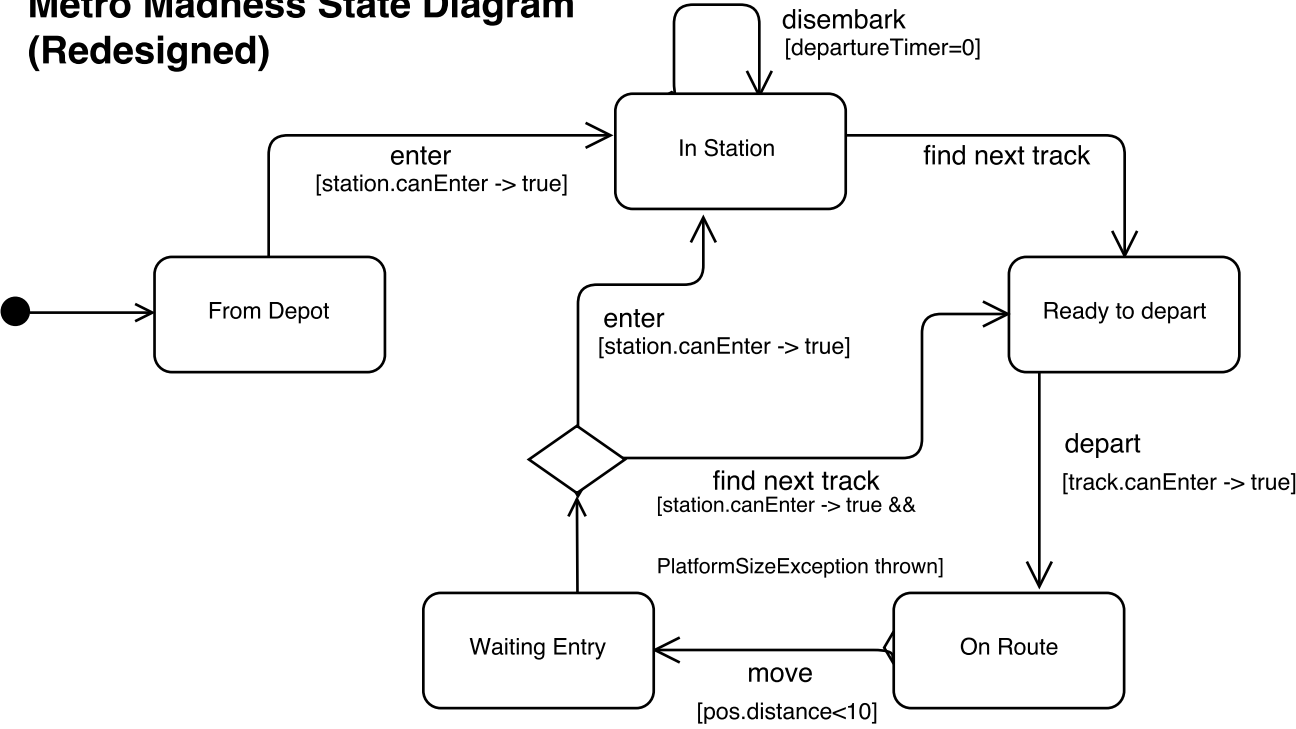 Metro Madness State Diagram
(Redesigned)
disembark
[departureTimer=0]
In Station
enter
[station.canEnter -> true]
find next track
From Depot
Ready to depart
enter
[station.canEnter -> true]
depart
[track.canEnter -> true]
find next track
[station.canEnter -> true &&
PlatformSizeException thrown]
Waiting Entry
On Route
move
[pos.distance<10]